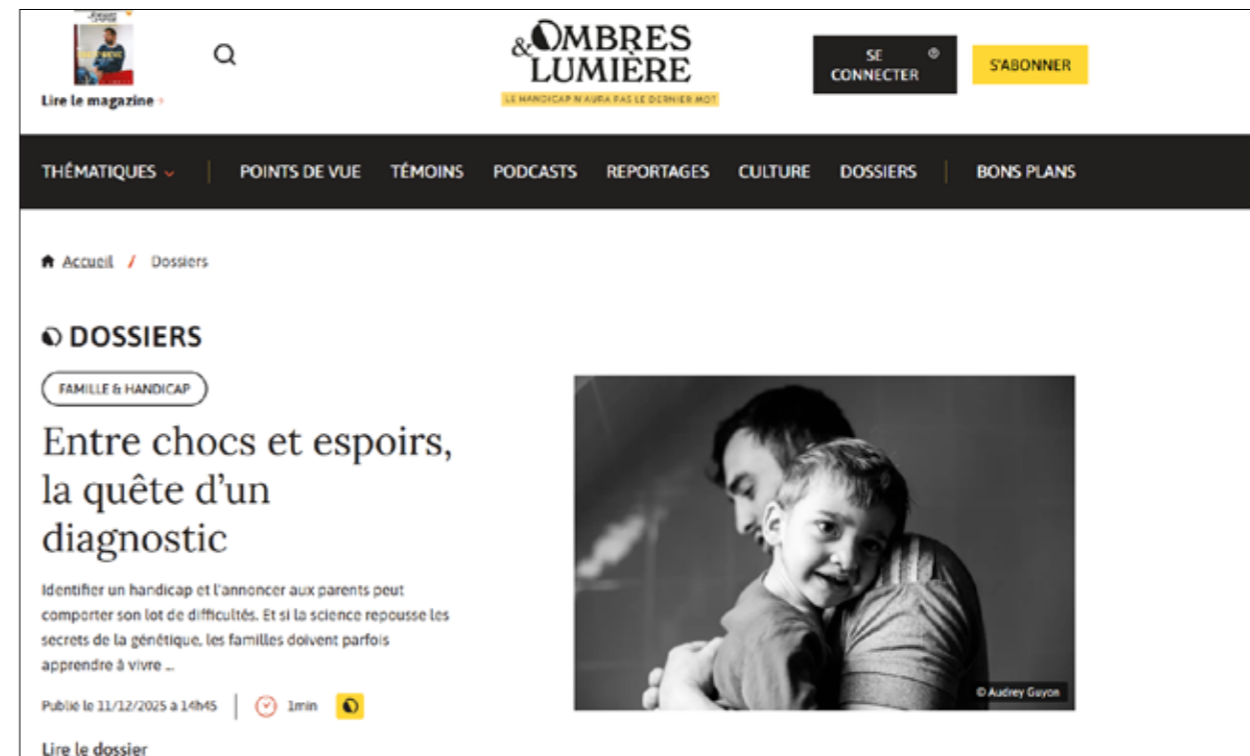 Lire le magazine
& OMBRES
LUMIÈRE
LE HANDICAP N'AURA PAS LE DERNIER MOT
SE
CONNECTER
S'ABONNER
THÉMATIQUES
POINTS DE VUE
TÉMOINS
PODCASTS
REPORTAGES
CULTURE
DOSSIERS
BONS PLANS
Accueil / Dossiers
DOSSIERS
FAMILLE & HANDICAP
Entre chocs et espoirs,
la quête d'un
diagnostic
Identifier un handicap et l'annoncer aux parents peut
comporter son lot de difficultés. Et si la science repousse les
secrets de la génétique, les familles doivent parfois
apprendre à vivre ...
Publié le 11/12/2025 à 14h45
1min
© Audrey Guyon
Lire le dossier